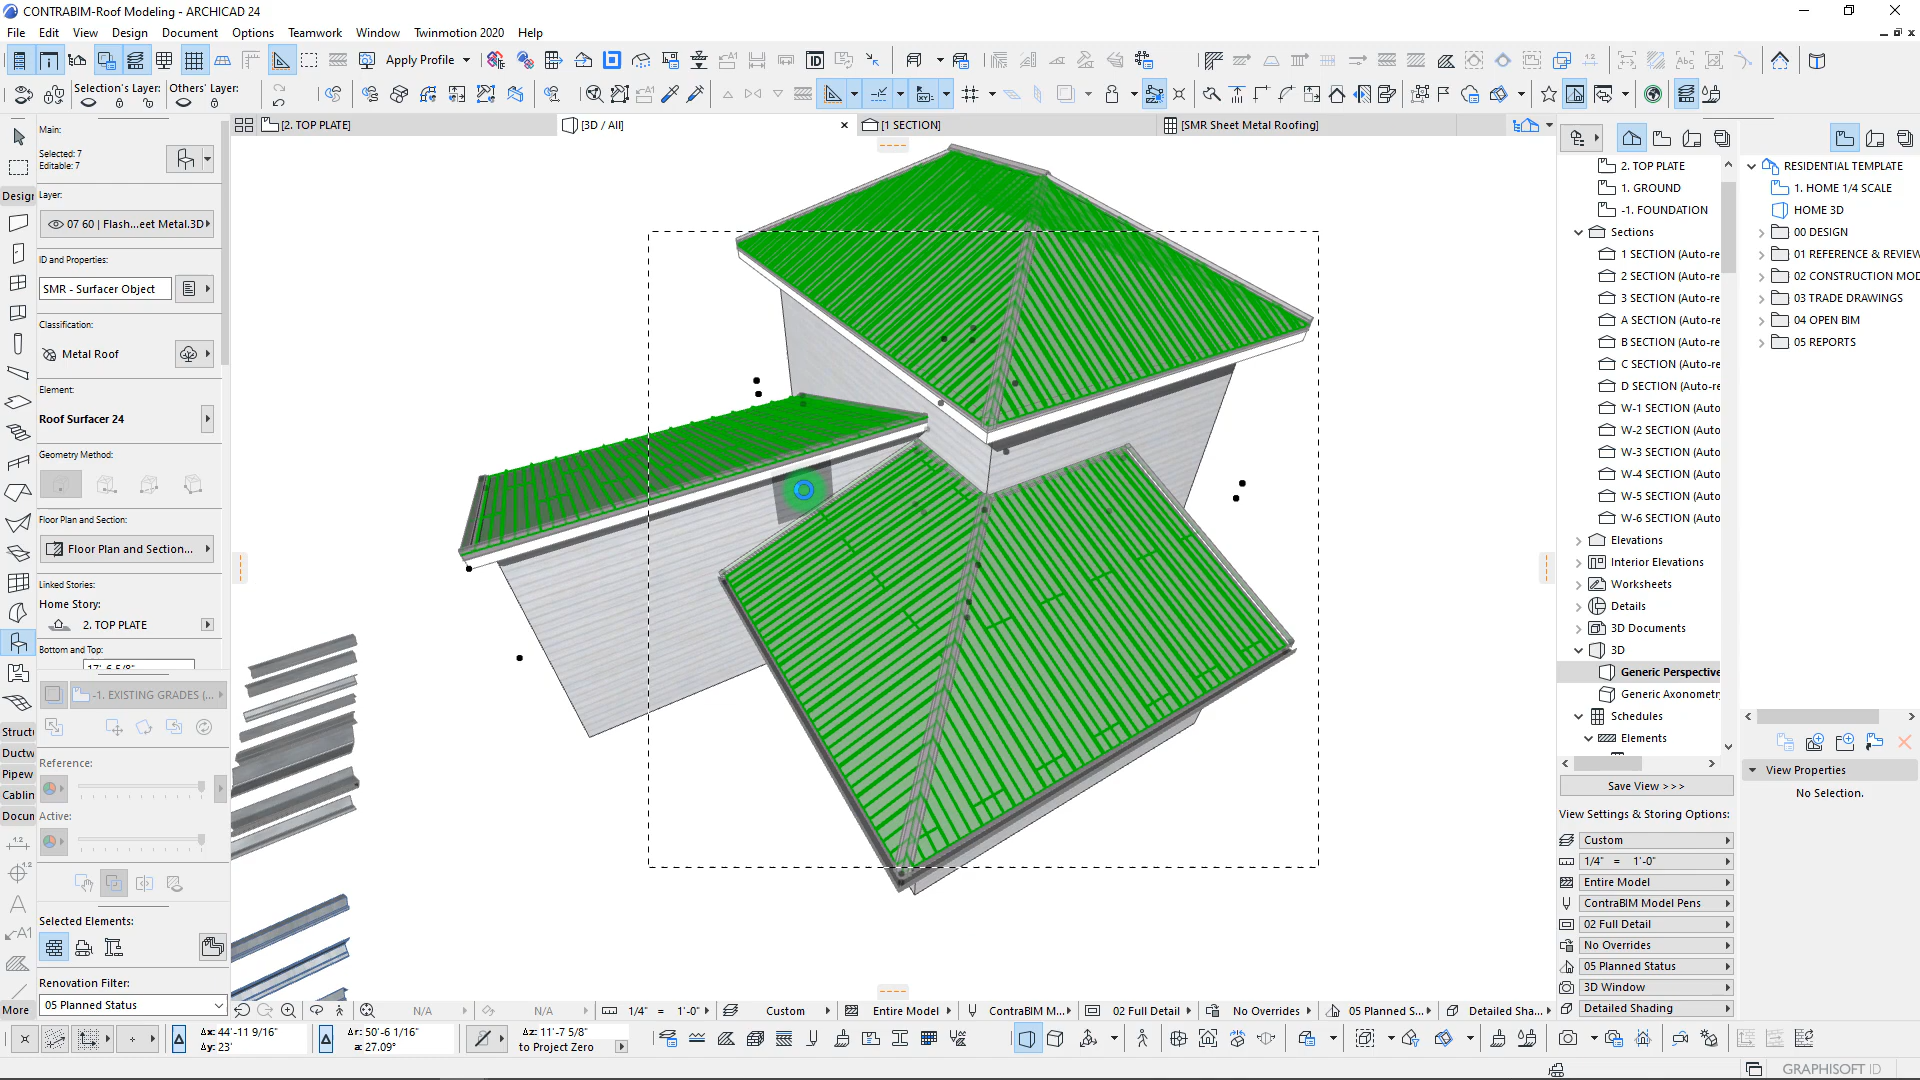 CONTRABIM-Roof Modeling - ARCHICAD 24
File Edit View Design Document Options Teamwork Window Twinmotion 2020 Help
Apply Profile
Selection's Layer: Others' Layer:
[2. TOP PLATE] [3D / All] [1 SECTION] [SMR Sheet Metal Roofing]
Main:
Selected: 7
Editable: 7
Design
Layer:
07 60 | Flash...eet Metal.3D
ID and Properties:
SMR - Surfacer Object
Classification:
Metal Roof
Element:
Roof Surfacer 24
Geometry Method:
Floor Plan and Section:
Floor Plan and Section...
Linked Stories:
Home Story:
2. TOP PLATE
Bottom and Top:
17'-6 5/8"
-1. EXISTING GRADES (...
Structu
Ductw
Pipew
Cablin
Docum
More
Reference:
Active:
Selected Elements:
Renovation Filter:
05 Planned Status
2. TOP PLATE
1. GROUND
-1. FOUNDATION
Sections
1 SECTION (Auto-re
2 SECTION (Auto-re
3 SECTION (Auto-re
A SECTION (Auto-re
B SECTION (Auto-re
C SECTION (Auto-re
D SECTION (Auto-re
W-1 SECTION (Auto
W-2 SECTION (Auto
W-3 SECTION (Auto
W-4 SECTION (Auto
W-5 SECTION (Auto
W-6 SECTION (Auto
Elevations
Interior Elevations
Worksheets
Details
3D Documents
3D
Generic Perspective
Generic Axonometr
Schedules
Elements
Save View >>>
View Settings & Storing Options:
Custom
1/4" = 1'-0"
Entire Model
ContraBIM Model Pens
02 Full Detail
No Overrides
05 Planned Status
3D Window
Detailed Shading
RESIDENTIAL TEMPLATE
1. HOME 1/4 SCALE
HOME 3D
00 DESIGN
01 REFERENCE & REVIEW
02 CONSTRUCTION MOD
03 TRADE DRAWINGS
04 OPEN BIM
05 REPORTS
View Properties
No Selection.
N/A N/A 1/4" = 1'-0" Custom Entire Model ContraBIM M... 02 Full Detail No Overrides 05 Planned S... Detailed Sha...
Δx: 44'-11 9/16"
Δy: 23'
Δr: 50'-6 1/16"
a: 27.09°
Δz: 11'-7 5/8"
to Project Zero
GRAPHISOFT ID